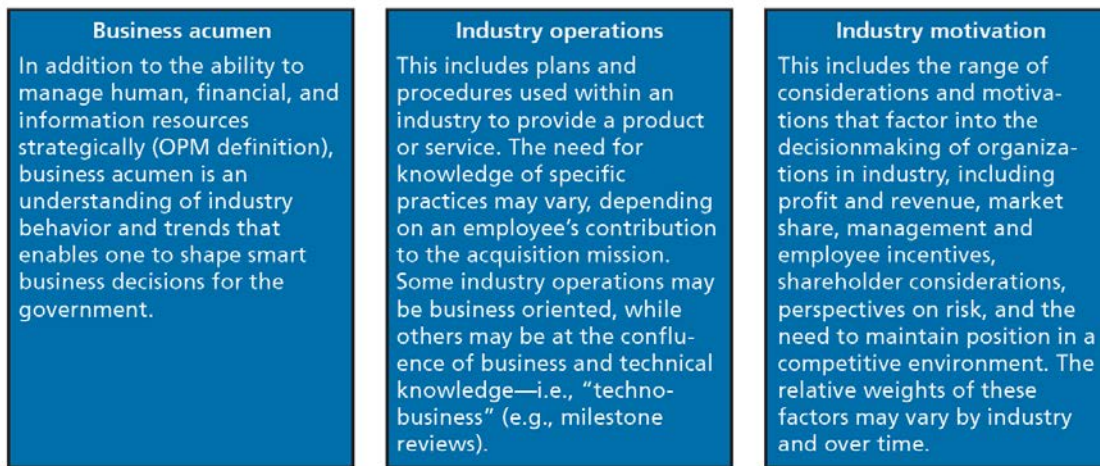 Business acumen
In addition to the ability to
manage human, financial, and
information resources
strategically (OPM definition),
business acumen is an
understanding of industry
behavior and trends that
enables one to shape smart
business decisions for the
government.
Industry operations
This includes plans and
procedures used within an
industry to provide a product
or service. The need for
knowledge of specific
practices may vary, depending
on an employee’s contribution
to the acquisition mission.
Some industry operations may
be business oriented, while
others may be at the conflu-
ence of business and technical
knowledge—i.e., “techno-
business” (e.g., milestone
reviews).
Industry motivation
This includes the range of
considerations and motiva-
tions that factor into the
decisionmaking of organiza-
tions in industry, including
profit and revenue, market
share, management and
employee incentives,
shareholder considerations,
perspectives on risk, and the
need to maintain position in a
competitive environment. The
relative weights of these
factors may vary by industry
and over time.